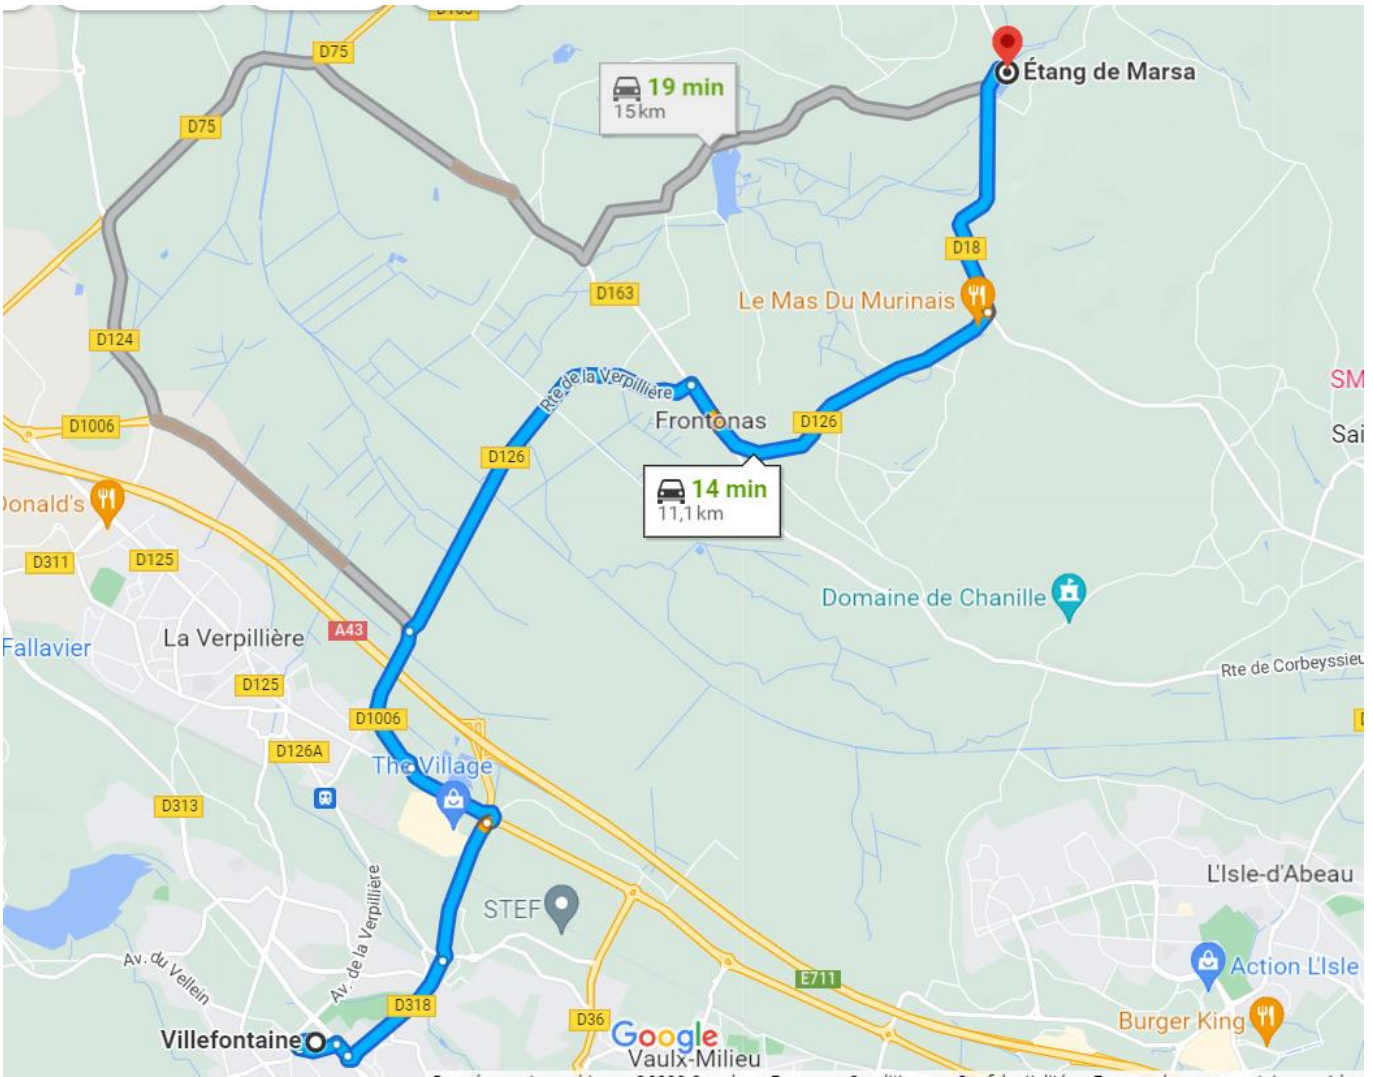 D75
Étang de Marsa
19 min
15 km
D75
D18
D163
Le Mas Du Murinais
D124
SM
Rte de la Verpillière
Frontonas
D126
D1006
Sai
D126
14 min
11,1 km
Donald's
D311
D125
Domaine de Chanille
A43
La Verpillière
Fallavier
Rte de Corbeyssieu
D125
D1006
D126A
The Village
D313
L'Isle-d'Abeau
STEF
Av. de la Verpillière
Av. du Vellein
Action L'Isle
E711
D318
D36
Burger King
Villefontaine
Google
Vaulx-Milieu